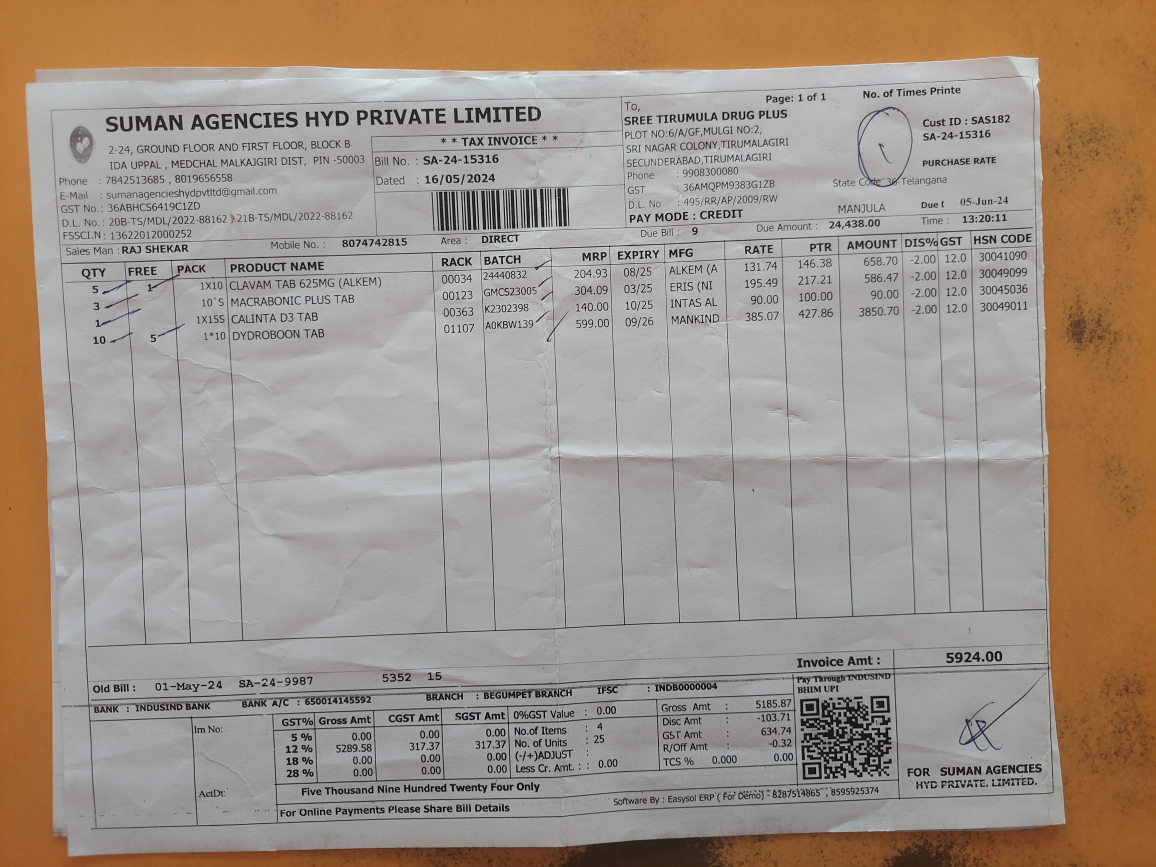 SUMAN AGENCIES HYD PRIVATE LIMITED
2-24, GROUND FLOOR AND FIRST FLOOR, BLOCK B
IDA UPPAL , MEDCHAL MALKAJGIRI DIST, PIN -50003
Phone : 7842513685 , 8019656558
E-Mail : sumanagencieshydpvtltd@gmail.com
GST No.: 36ABHCS6419C1ZD
D.L. No.: 20B-TS/MDL/2022-88162 , 21B-TS/MDL/2022-88162
FSSCI.N : 13622012000252
Sales Man : RAJ SHEKAR Mobile No. : 8074742815 Area : DIRECT
* * TAX INVOICE * *
Bill No. : SA-24-15316
Dated : 16/05/2024
To, Page: 1 of 1 No. of Times Printe
SREE TIRUMULA DRUG PLUS
PLOT NO:6/A/GF,MULGI NO:2,
SRI NAGAR COLONY,TIRUMALAGIRI
SECUNDERABAD,TIRUMALAGIRI
Phone : 9908300080
GST : 36AMQPM9383G1ZB
D.L. No : 495/RR/AP/2009/RW
PAY MODE : CREDIT
Cust ID : SAS182
SA-24-15316
PURCHASE RATE
State Code 36-Telangana
MANJULA Due 05-Jun-24
Due Bill : 9 Due Amount : 24,438.00 Time : 13:20:11
QTY FREE PACK PRODUCT NAME RACK BATCH MRP EXPIRY MFG RATE PTR AMOUNT DIS% GST HSN CODE
5 1 1X10 CLAVAM TAB 625MG (ALKEM) 00034 24440832 204.93 08/25 ALKEM (A 131.74 146.38 658.70 -2.00 12.0 30041090
3 10`S MACRABONIC PLUS TAB 00123 GMCS23005 304.09 03/25 ERIS (NI 195.49 217.21 586.47 -2.00 12.0 30049099
1 1X15S CALINTA D3 TAB 00363 K2302398 140.00 10/25 INTAS AL 90.00 100.00 90.00 -2.00 12.0 30045036
10 5 1*10 DYDROBOON TAB 01107 A0KBW139 599.00 09/26 MANKIND 385.07 427.86 3850.70 -2.00 12.0 30049011
Invoice Amt : 5924.00
Old Bill : 01-May-24 SA-24-9987 5352 15
BANK : INDUSIND BANK BANK A/C : 650014145592 BRANCH : BEGUMPET BRANCH IFSC : INDB0000004
Irn No:
ActDt:
GST% Gross Amt CGST Amt SGST Amt
5 % 0.00 0.00 0.00
12 % 5289.58 317.37 317.37
18 % 0.00 0.00 0.00
28 % 0.00 0.00 0.00
0%GST Value : 0.00
No.of Items : 4
No. of Units : 25
(-/+)ADJUST :
Less Cr. Amt. : : 0.00
Gross Amt : 5185.87
Disc Amt : -103.71
GST Amt : 634.74
R/Off Amt : -0.32
TCS % 0.000 0.00
Pay Through INDUSIND
BHIM UPI
Five Thousand Nine Hundred Twenty Four Only
For Online Payments Please Share Bill Details
Software By : Easysol ERP ( For Demo) - 8287514865 , 8595925374
FOR SUMAN AGENCIES
HYD PRIVATE. LIMITED.